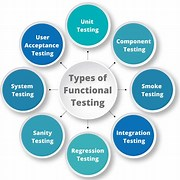 Types of
Functional
Testing
Unit
Testing
Component
Testing
Smoke
Testing
Integration
Testing
Regression
Testing
Sanity
Testing
System
Testing
User
Acceptance
Testing